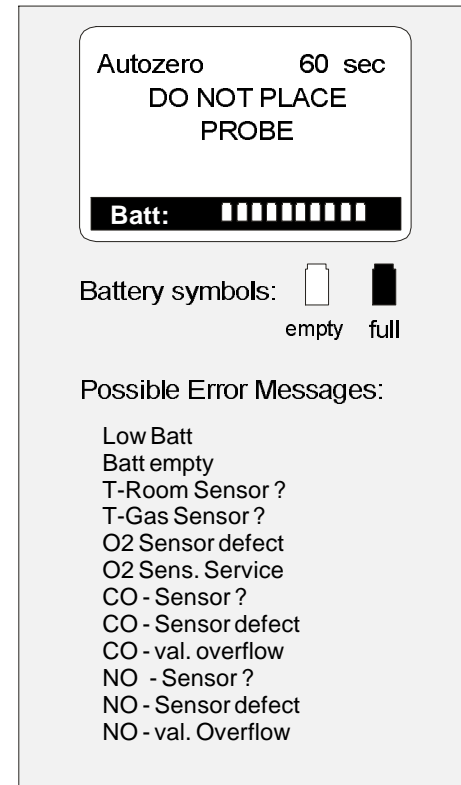 Autozero 60 sec
DO NOT PLACE
PROBE
Batt:
Battery symbols:
empty full
Possible Error Messages:
Low Batt
Batt empty
T-Room Sensor ?
T-Gas Sensor ?
O2 Sensor defect
O2 Sens. Service
CO - Sensor ?
CO - Sensor defect
CO - val. overflow
NO - Sensor ?
NO - Sensor defect
NO - val. Overflow